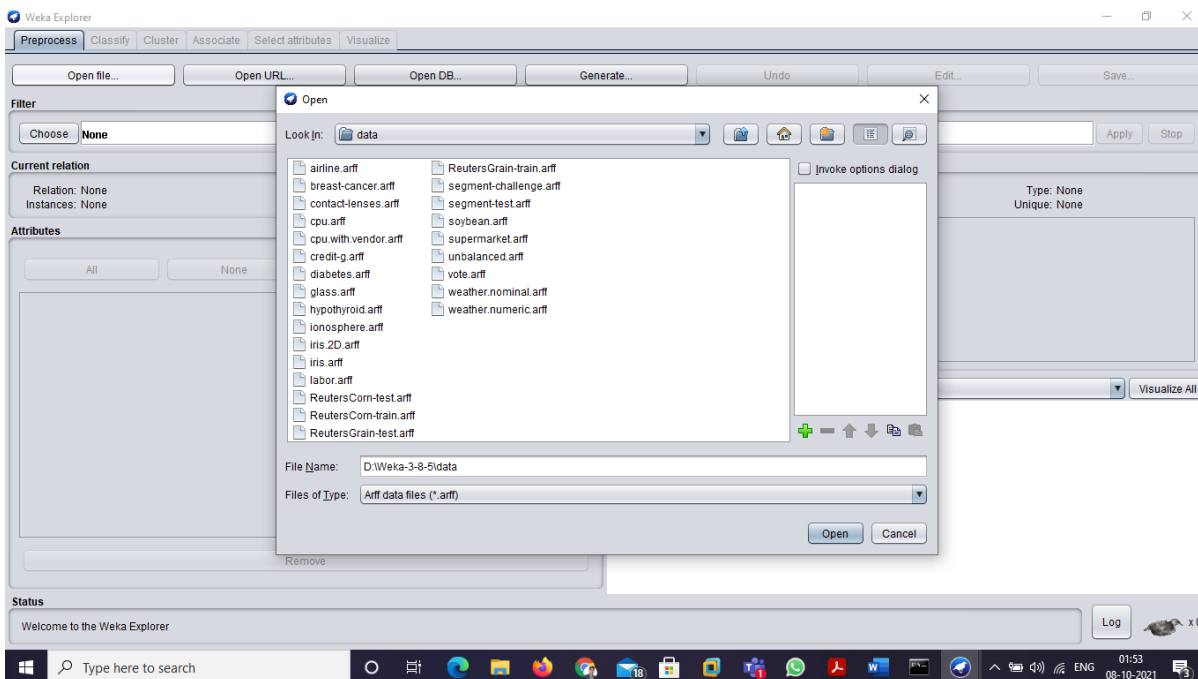 Weka Explorer
Preprocess Classify Cluster Associate Select attributes Visualize
Open file... Open URL... Open DB... Generate... Undo Edit... Save...
Filter
Choose None Apply Stop
Current relation
Relation: None
Instances: None
Type: None
Unique: None
Attributes
All None
Remove
Visualize All
Open
Look In: data
airline.arff
breast-cancer.arff
contact-lenses.arff
cpu.arff
cpu.with.vendor.arff
credit-g.arff
diabetes.arff
glass.arff
hypothyroid.arff
ionosphere.arff
iris.2D.arff
iris.arff
labor.arff
ReutersCorn-test.arff
ReutersCorn-train.arff
ReutersGrain-test.arff
ReutersGrain-train.arff
segment-challenge.arff
segment-test.arff
soybean.arff
supermarket.arff
unbalanced.arff
vote.arff
weather.nominal.arff
weather.numeric.arff
Invoke options dialog
File Name: D:\Weka-3-8-5\data
Files of Type: Arff data files (*.arff)
Open Cancel
Status
Welcome to the Weka Explorer
Log x 0
Type here to search
18
1
W
ENG
01:53
08-10-2021
3